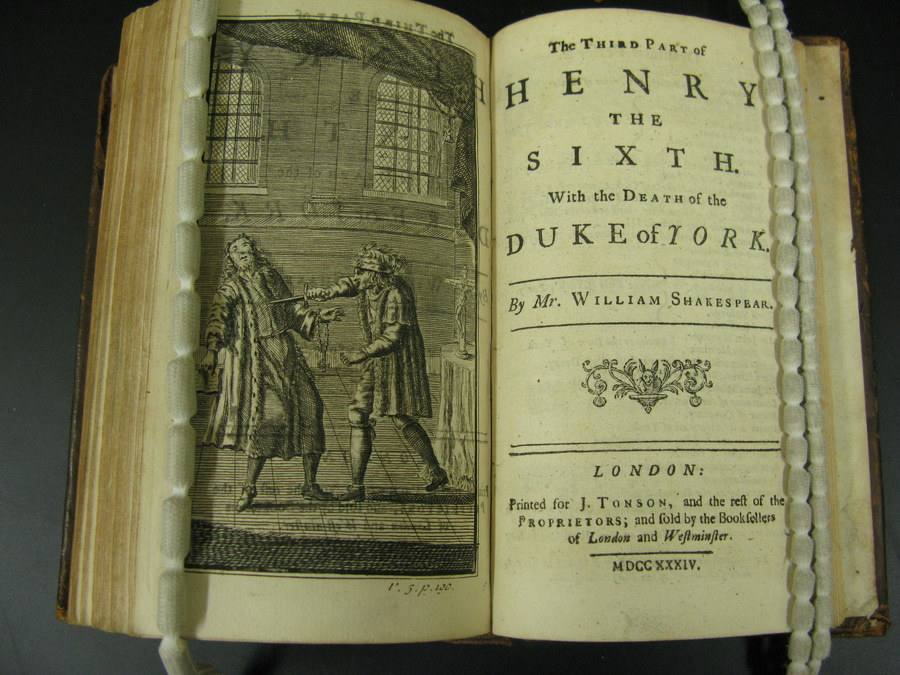 V. 5. p. 190.
The THIRD PART of
HENRY
THE
SIXTH.
With the DEATH of the
DUKE of YORK.
By Mr. WILLIAM SHAKESPEAR.
LONDON:
Printed for J. TONSON, and the reſt of the
PROPRIETORS; and ſold by the Bookſellers
of London and Weſtminſter.
MDCCXXXIV.